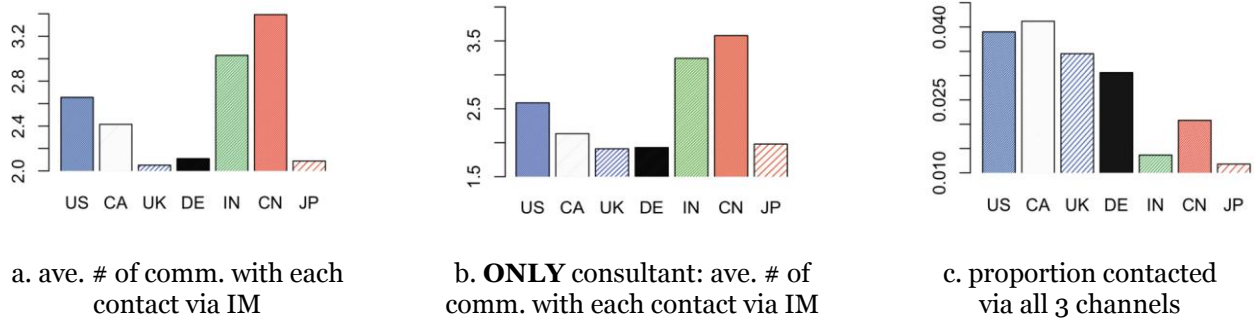 3.2
2.8
2.4
2.0
US CA UK DE IN CN JP
a. ave. # of comm. with each
contact via IM
3.5
2.5
1.5
US CA UK DE IN CN JP
b. ONLY consultant: ave. # of
comm. with each contact via IM
0.040
0.025
0.010
US CA UK DE IN CN JP
c. proportion contacted
via all 3 channels